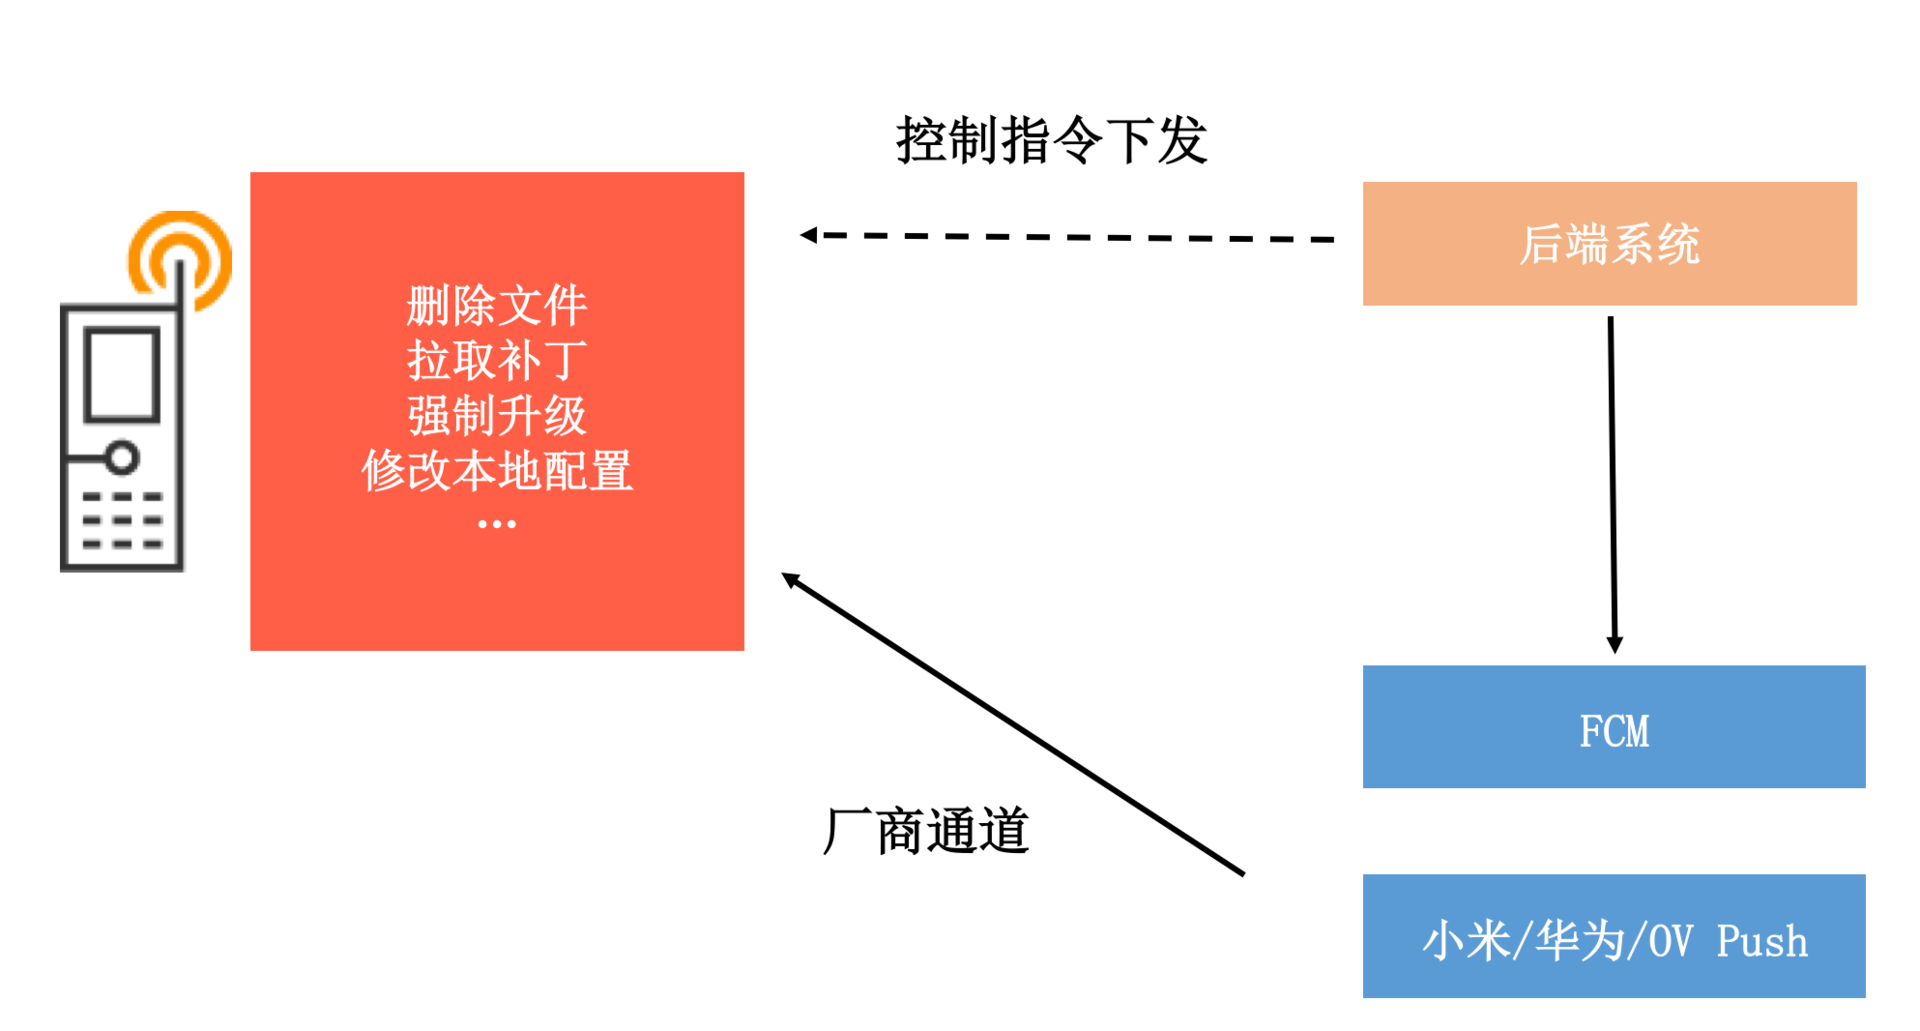 控制指令下发
后端系统
删除文件
拉取补丁
强制升级
修改本地配置
...
FCM
厂商通道
小米/华为/OV Push